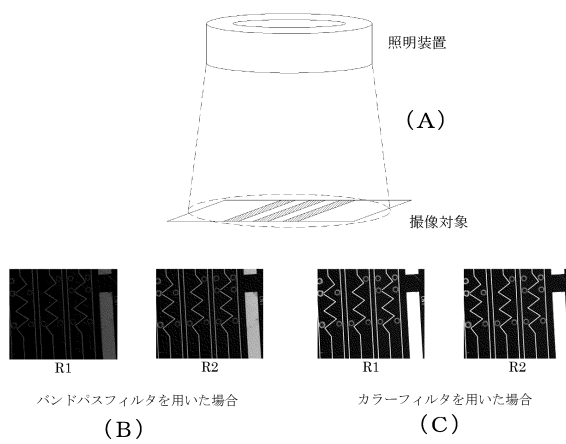 照明装置
（A）
撮像対象
R1
R2
R1
R2
バンドパスフィルタを用いた場合
カラーフィルタを用いた場合
（B）
（C）